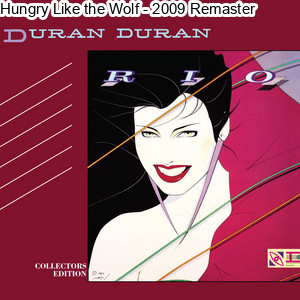 Hungry Like the Wolf - 2009 Remaster
DURAN DURAN
RIO
COLLECTORS
EDITION